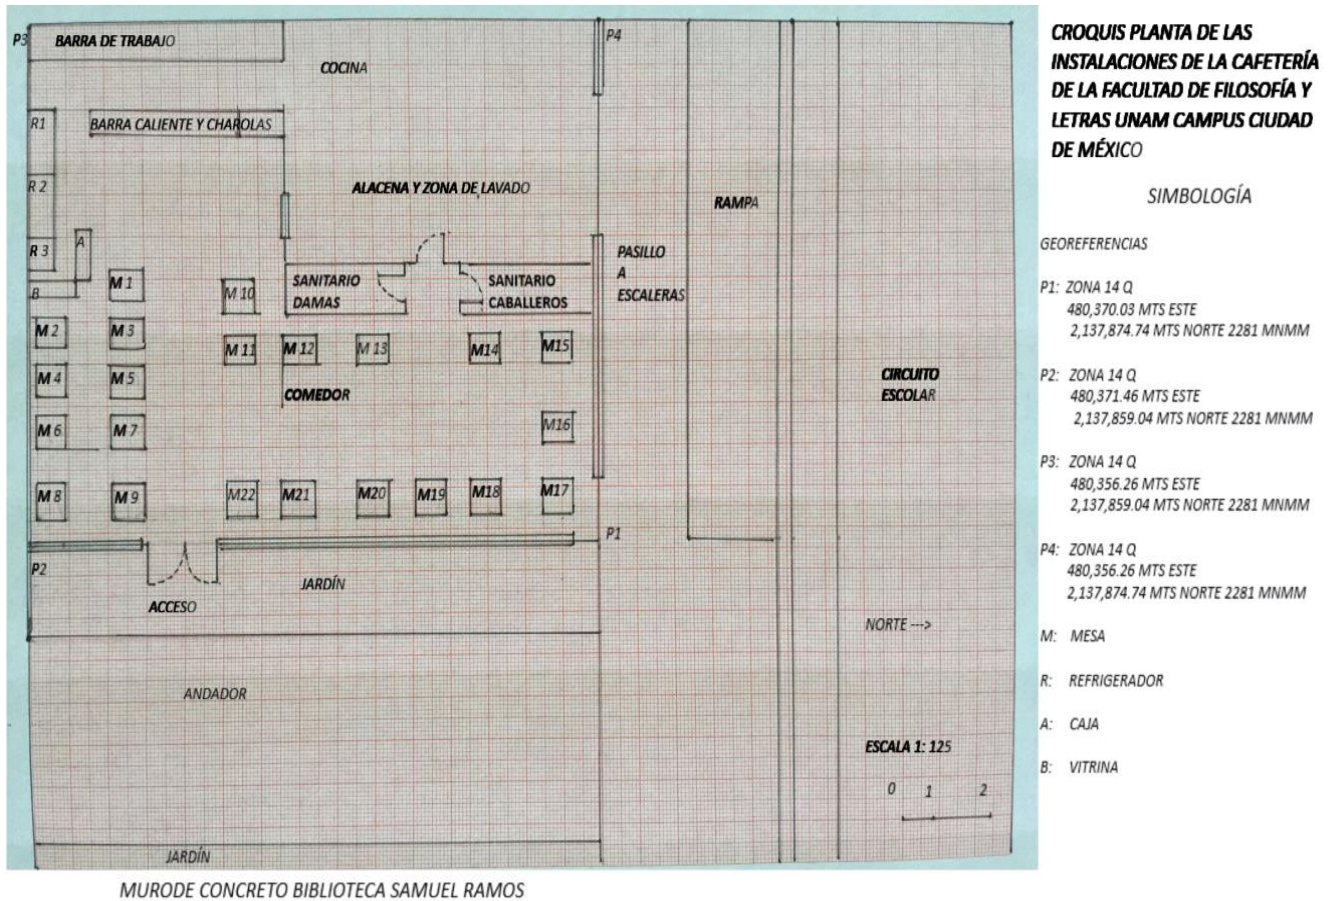 P3
BARRA DE TRABAJO
COCINA
P4
R1
BARRA CALIENTE Y CHAROLAS
R 2
ALACENA Y ZONA DE LAVADO
RAMPA
R 3
A
B
M 1
M 10
SANITARIO
DAMAS
SANITARIO
CABALLEROS
PASILLO
A
ESCALERAS
M 2
M 3
M 11
M 12
M 13
M14
M15
M 4
M 5
COMEDOR
CIRCUITO
ESCOLAR
M 6
M 7
M16
M 8
M 9
M22
M21
M20
M19
M18
M17
P1
P2
JARDÍN
ACCESO
NORTE --->
ANDADOR
ESCALA 1: 125
0 1 2
JARDÍN
MURODE CONCRETO BIBLIOTECA SAMUEL RAMOS
CROQUIS PLANTA DE LAS
INSTALACIONES DE LA CAFETERÍA
DE LA FACULTAD DE FILOSOFÍA Y
LETRAS UNAM CAMPUS CIUDAD
DE MÉXICO
SIMBOLOGÍA
GEOREFERENCIAS
P1: ZONA 14 Q
480,370.03 MTS ESTE
2,137,874.74 MTS NORTE 2281 MNMM
P2: ZONA 14 Q
480,371.46 MTS ESTE
2,137,859.04 MTS NORTE 2281 MNMM
P3: ZONA 14 Q
480,356.26 MTS ESTE
2,137,859.04 MTS NORTE 2281 MNMM
P4: ZONA 14 Q
480,356.26 MTS ESTE
2,137,874.74 MTS NORTE 2281 MNMM
M: MESA
R: REFRIGERADOR
A: CAJA
B: VITRINA